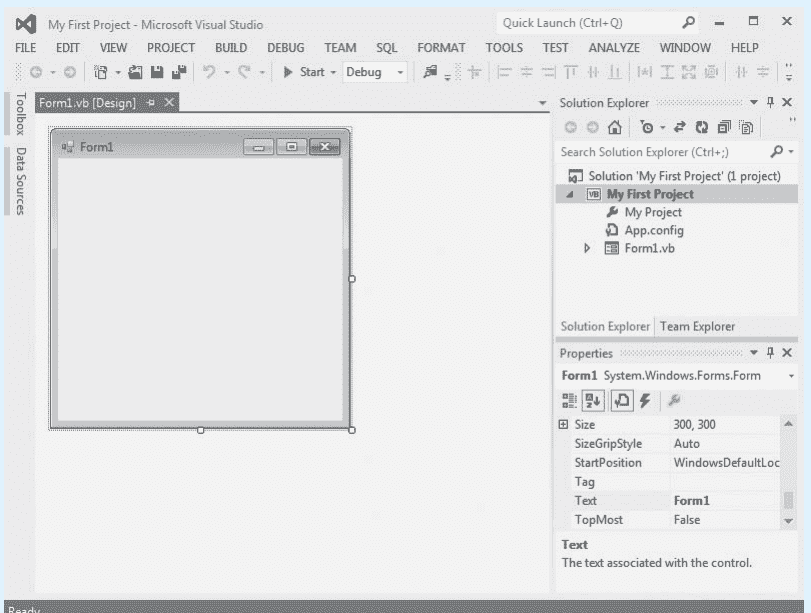 My First Project - Microsoft Visual Studio
Quick Launch (Ctrl+Q)
FILE EDIT VIEW PROJECT BUILD DEBUG TEAM SQL FORMAT TOOLS TEST ANALYZE WINDOW HELP
Start
Debug
Toolbox
Data Sources
Form1.vb [Design]
Form1
Solution Explorer
Search Solution Explorer (Ctrl+;)
Solution 'My First Project' (1 project)
VB My First Project
My Project
App.config
Form1.vb
Solution Explorer Team Explorer
Properties
Form1 System.Windows.Forms.Form
Size 300, 300
SizeGripStyle Auto
StartPosition WindowsDefaultLoc
Tag
Text Form1
TopMost False
Text
The text associated with the control.
Ready